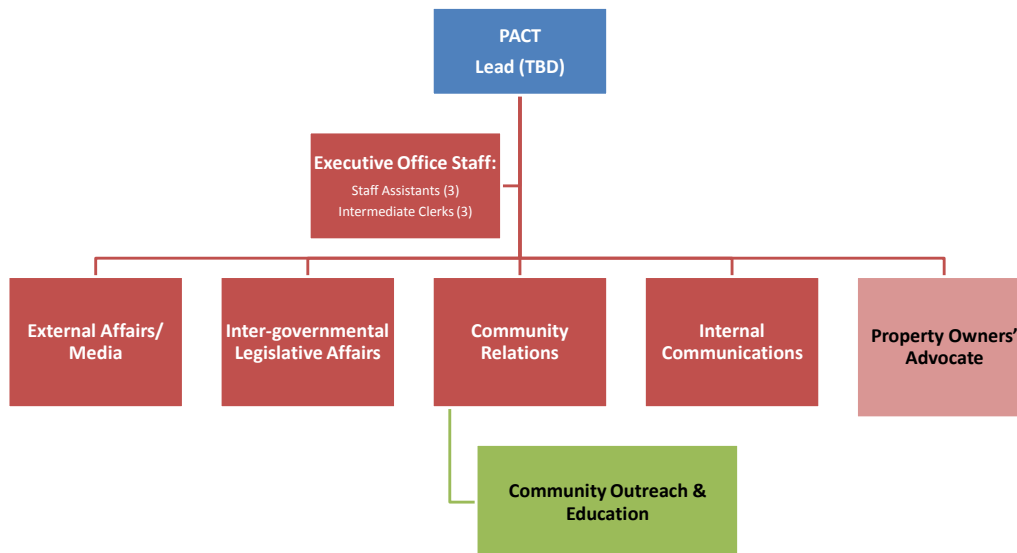 PACT
Lead (TBD)
Executive Office Staff:
Staff Assistants (3)
Intermediate Clerks (3)
External Affairs/
Media
Inter-governmental
Legislative Affairs
Community
Relations
Internal
Communications
Property Owners'
Advocate
Community Outreach &
Education